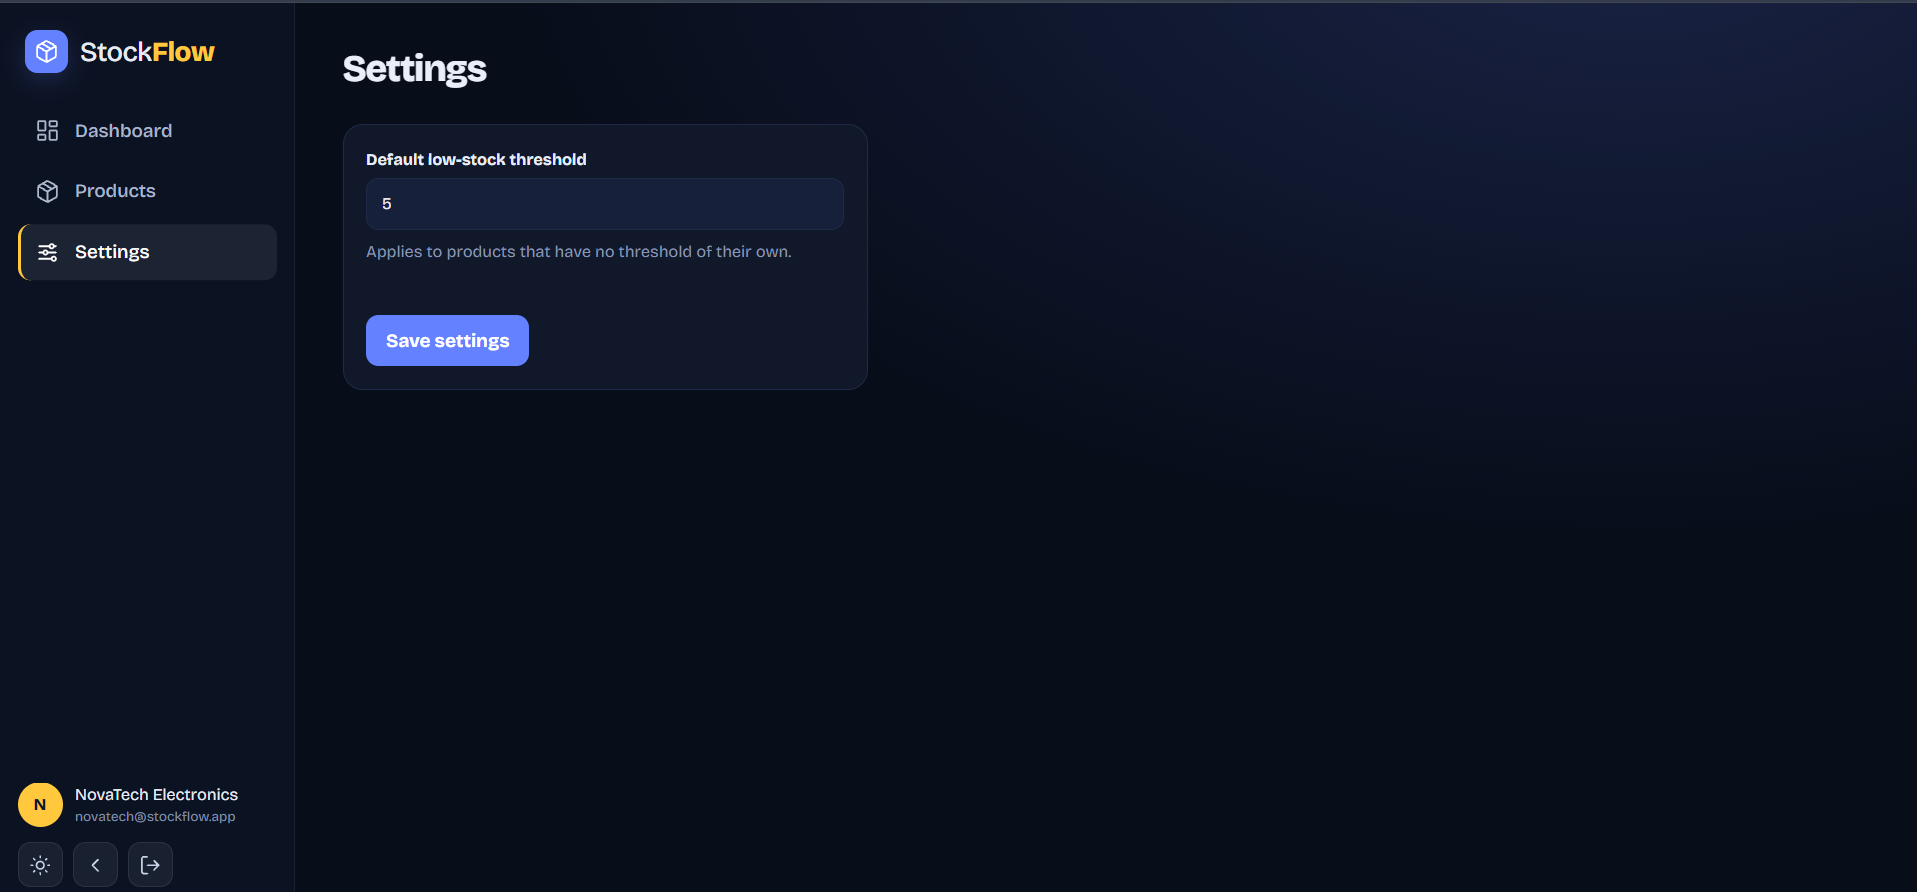 StockFlow
Dashboard
Products
Settings
NovaTech Electronics
novatech@stockflow.app
N
Settings
Default low-stock threshold
5
Applies to products that have no threshold of their own.
Save settings